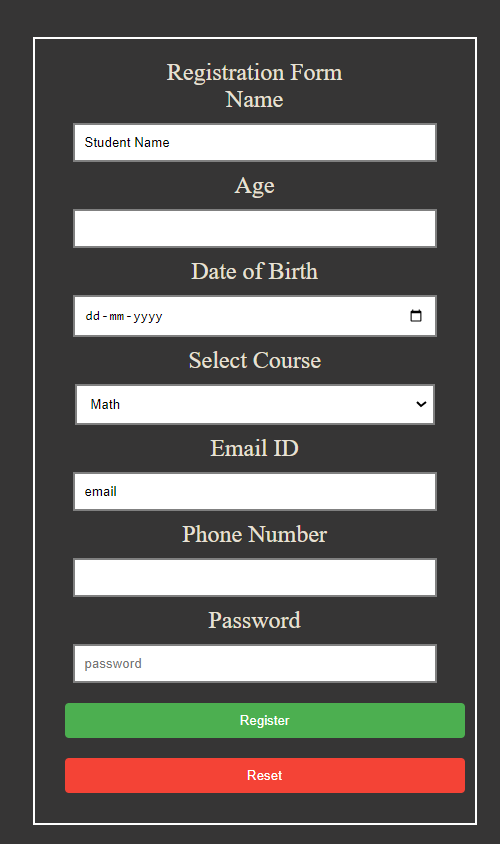 Registration Form
Name
Student Name
Age
Date of Birth
dd-mm-yyyy
Select Course
Math
Email ID
email
Phone Number
Password
password
Register
Reset